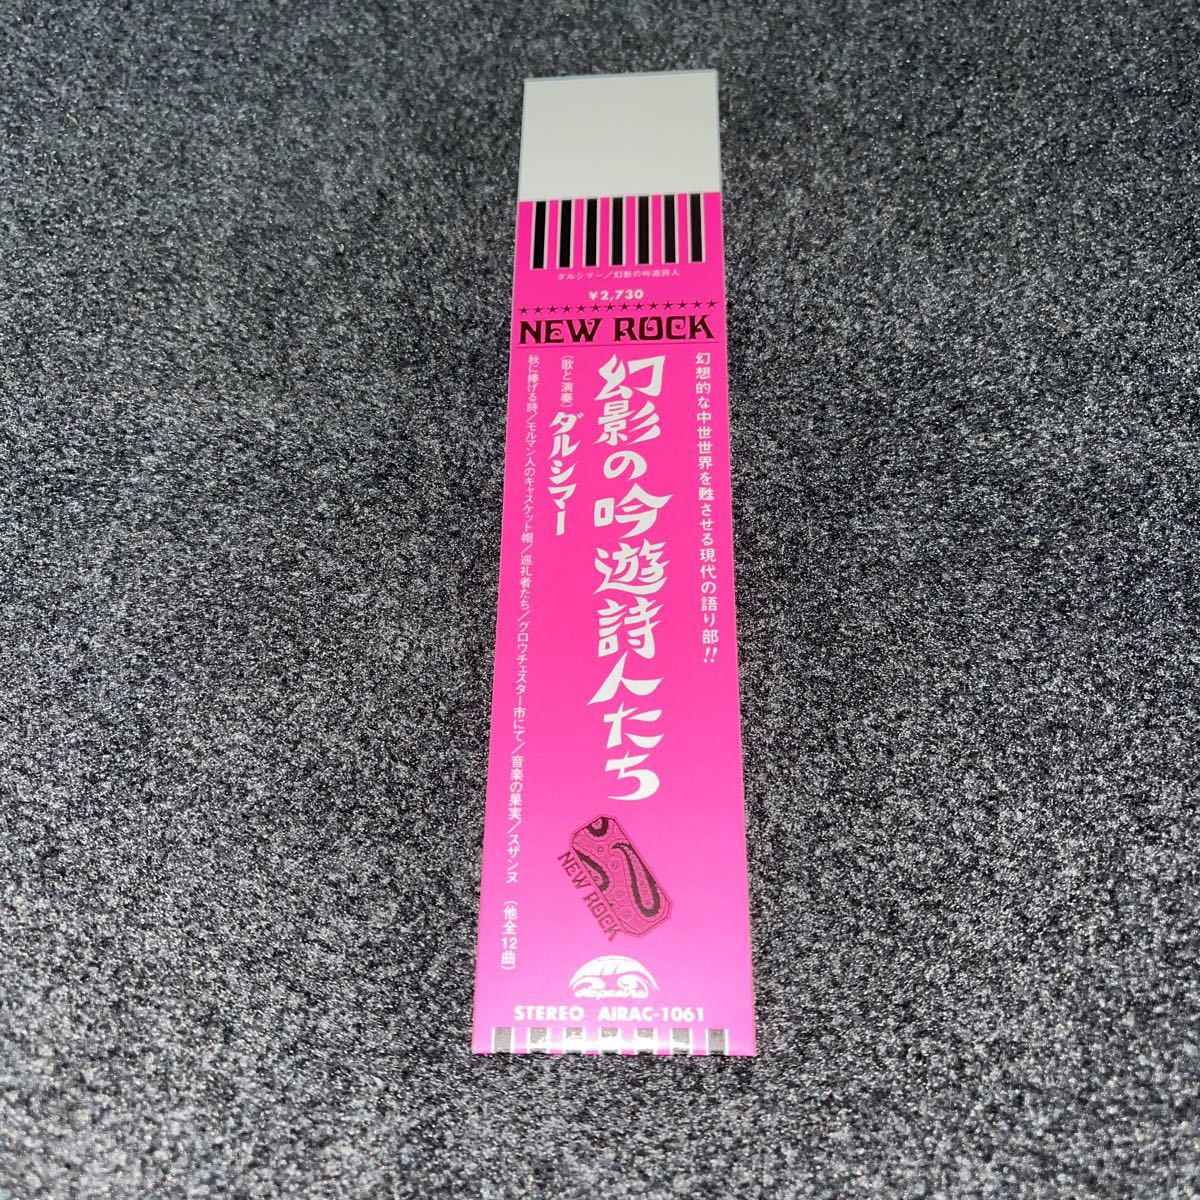 ダルシマー／幻影の吟遊詩人
¥2,730
NEW ROCK
幻想的な中世世界を甦させる現代の語り部!!
幻影の吟遊詩人たち
(歌と演奏) ダルシマー
秋に捧げる詩／モルマン人のキャスケット帽／巡礼者たち／グロウチェスター市にて／音楽の果実／スザンヌ (他全12曲)
NEW ROCK
STEREO AIRAC-1061